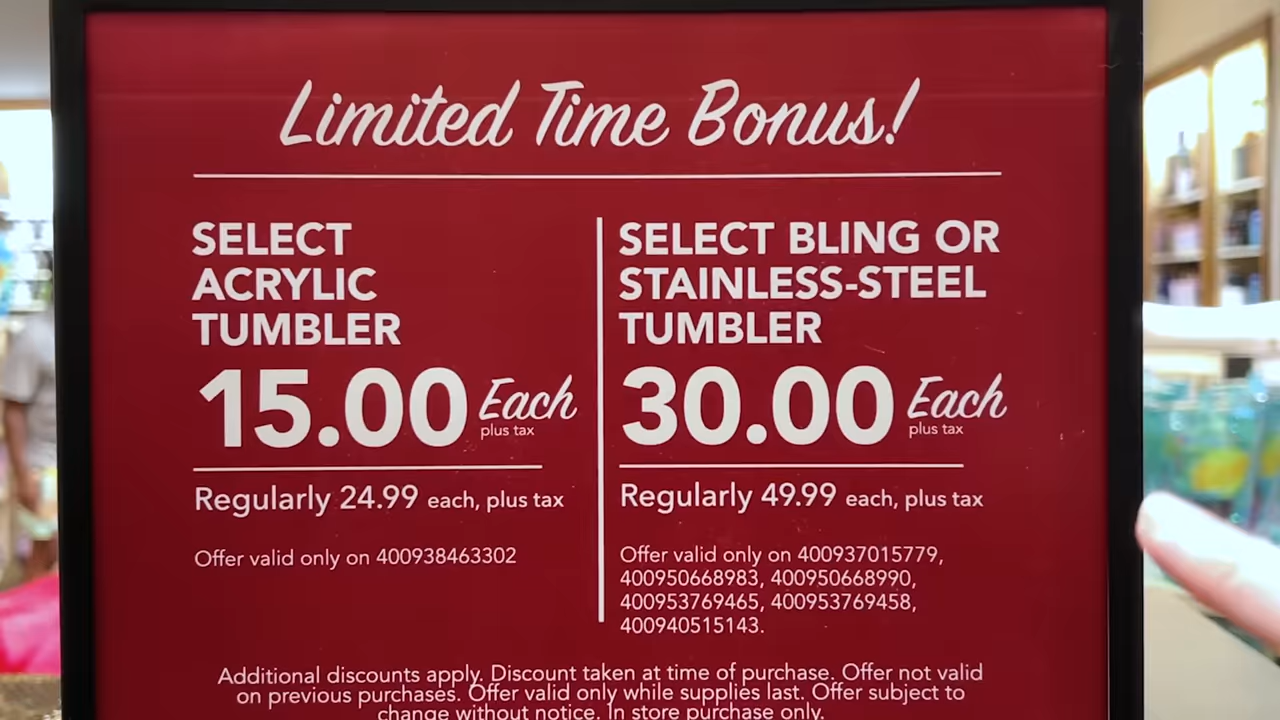 Limited Time Bonus!
SELECT
ACRYLIC
TUMBLER
15.00 Each
plus tax
Regularly 24.99 each, plus tax
Offer valid only on 400938463302
SELECT BLING OR
STAINLESS-STEEL
TUMBLER
30.00 Each
plus tax
Regularly 49.99 each, plus tax
Offer valid only on 400937015779,
400950668983, 400950668990,
400953769465, 400953769458,
400940515143.
Additional discounts apply. Discount taken at time of purchase. Offer not valid
on previous purchases. Offer valid only while supplies last. Offer subject to
change without notice. In store purchase only.